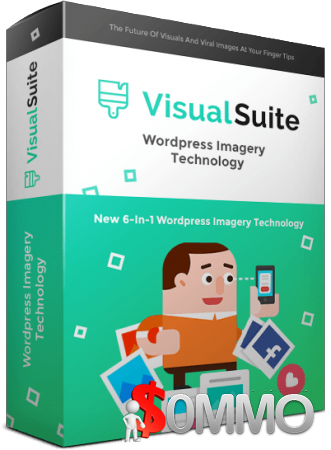 The Future Of Visuals And Viral Images At Your Finger Tips
VisualSuite
Wordpress Imagery
Technology
New 6-In-1 Wordpress Imagery Technology
VisualSuite
Wordpress Imagery
Technology
f
$0MMO